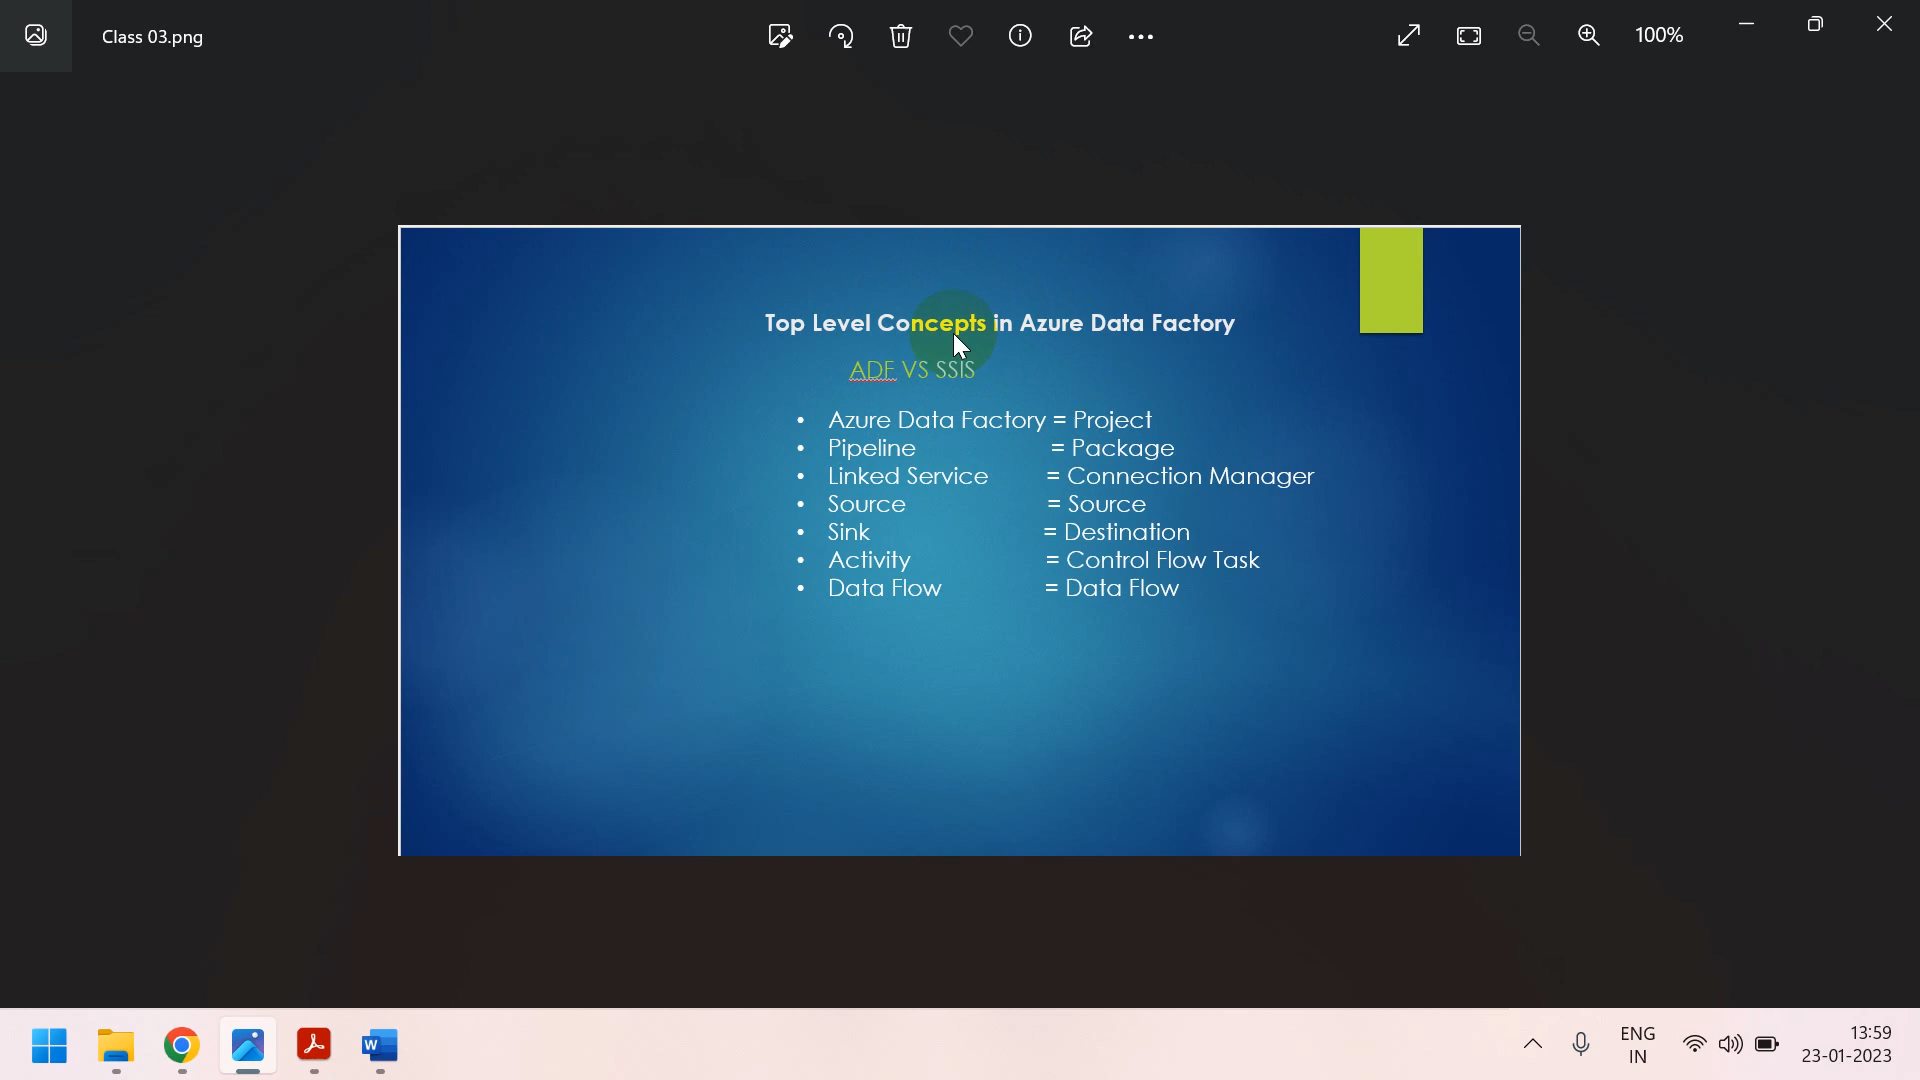 Class 03.png
100%
Top Level Concepts in Azure Data Factory
ADF VS SSIS
• Azure Data Factory = Project
• Pipeline = Package
• Linked Service = Connection Manager
• Source = Source
• Sink = Destination
• Activity = Control Flow Task
• Data Flow = Data Flow
W
ENG
IN
13:59
23-01-2023